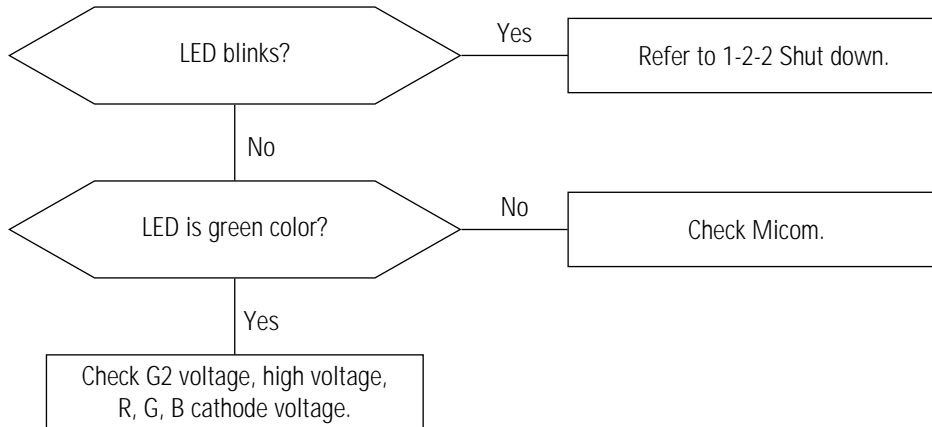 LED blinks?
Yes
Refer to 1-2-2 Shut down.
No
LED is green color?
No
Check Micom.
Yes
Check G2 voltage, high voltage,
R, G, B cathode voltage.